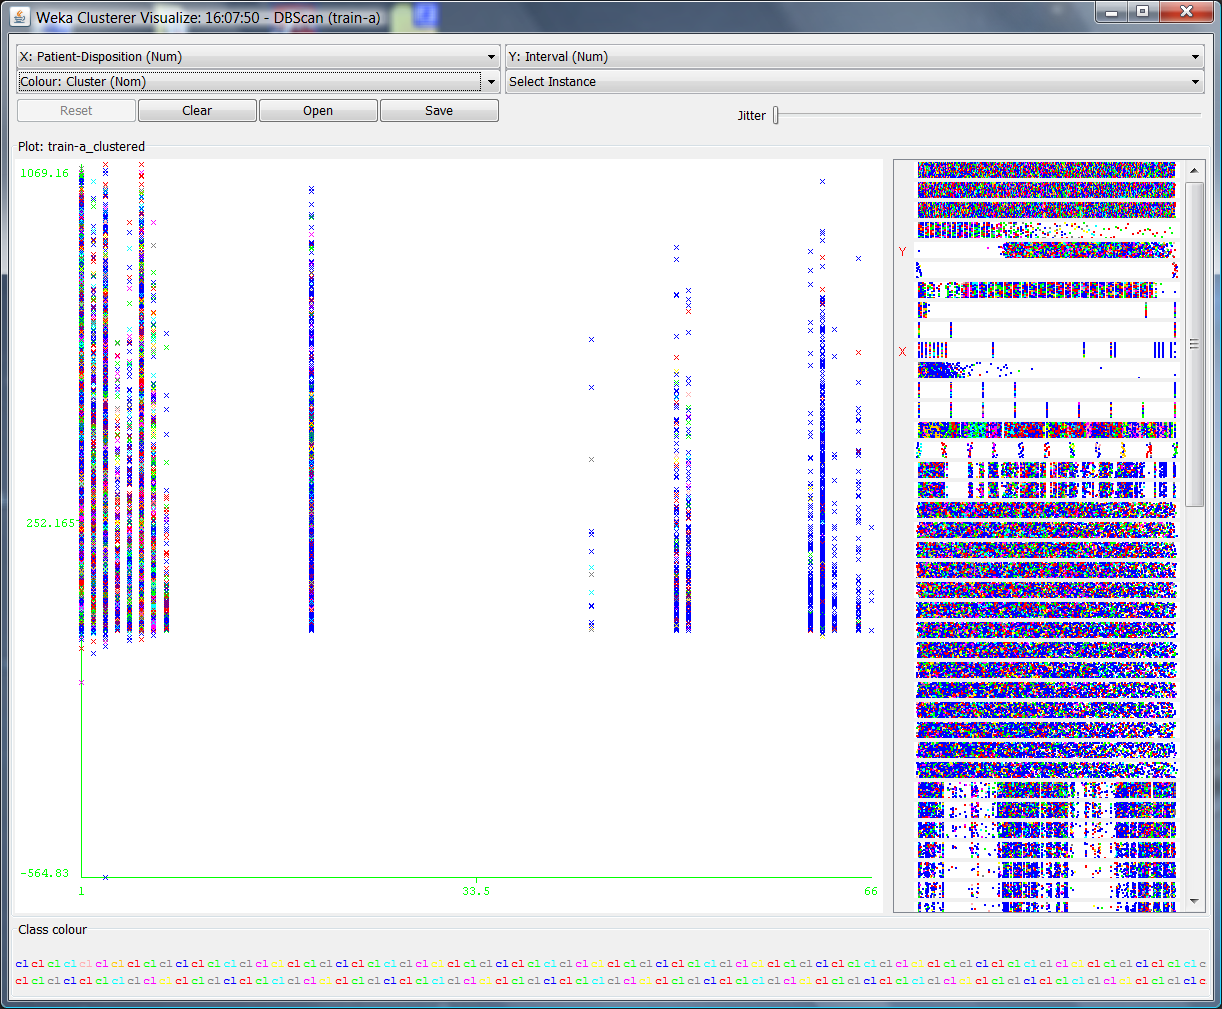 Weka Clusterer Visualize: 16:07:50 - DBScan (train-a)
X: Patient-Disposition (Num)
Y: Interval (Num)
Colour: Cluster (Nom)
Select Instance
Reset
Clear
Open
Save
Jitter
Plot: train-a_clustered
1069.16
Y
X
252.165
-564.83
1
33.5
66
Class colour